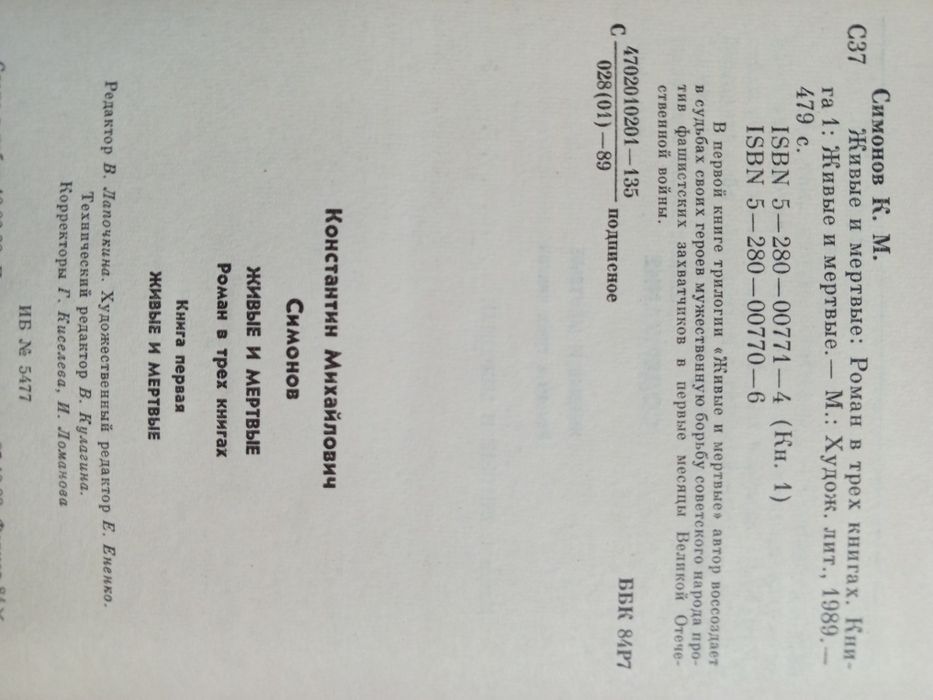 Симонов К. М.
С37 Живые и мертвые: Роман в трех книгах. Кни-
га 1: Живые и мертвые.— М.: Худож. лит., 1989.—
479 с.
ISBN 5—280—00771—4 (Кн. 1)
ISBN 5—280—00770—6
В первой книге трилогии «Живые и мертвые» автор воссоздает
в судьбах своих героев мужественную борьбу советского народа про-
тив фашистских захватчиков в первые месяцы Великой Отече-
ственной войны.
С 4702010201—135
028(01)—89 подписное
ББК 84Р7
Константин Михайлович
Симонов
ЖИВЫЕ И МЕРТВЫЕ
Роман в трех книгах
Книга первая
ЖИВЫЕ И МЕРТВЫЕ
Редактор В. Лапочкина. Художественный редактор Е. Ененко.
Технический редактор В. Кулагина.
Корректоры Г. Киселева, И. Ломанова
ИБ № 5477